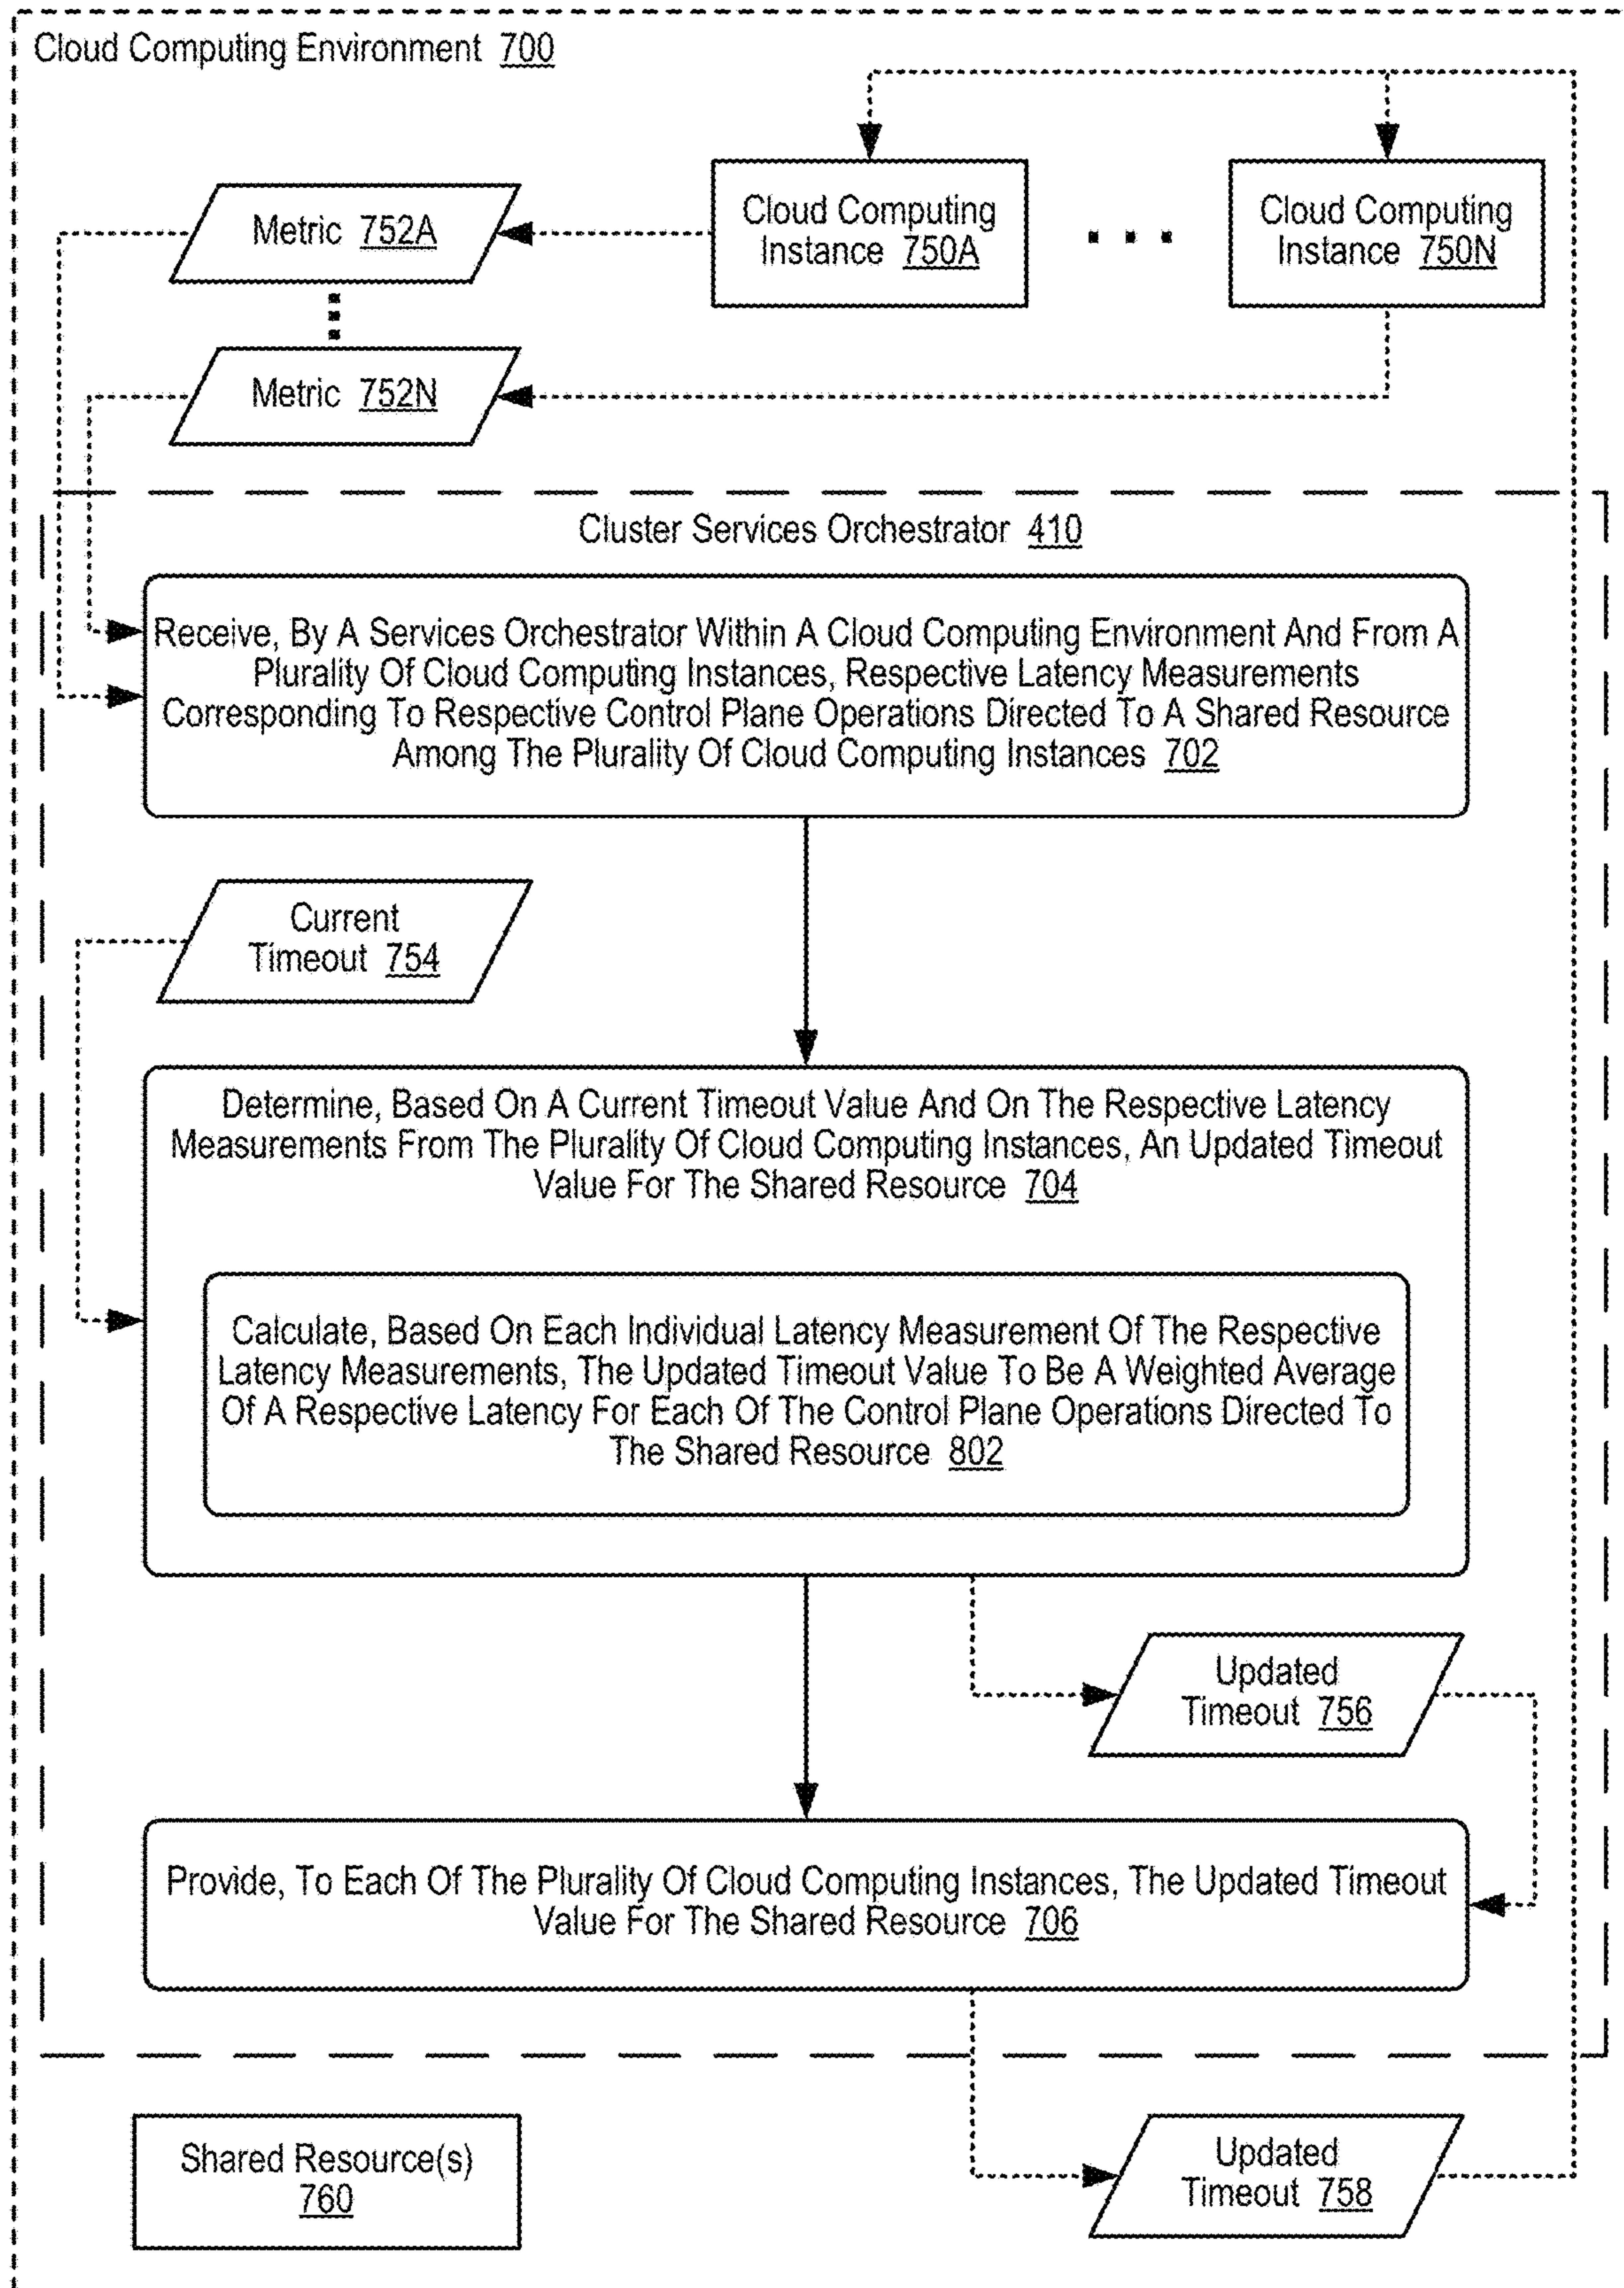 Cloud Computing Environment 700
Metric 752A
Cloud Computing
Instance 750A
Cloud Computing
Instance 750N
Metric 752N
Cluster Services Orchestrator 410
Receive, By A Services Orchestrator Within A Cloud Computing Environment And From A
Plurality Of Cloud Computing Instances, Respective Latency Measurements
Corresponding To Respective Control Plane Operations Directed To A Shared Resource
Among The Plurality Of Cloud Computing Instances 702
Current
Timeout 754
Determine, Based On A Current Timeout Value And On The Respective Latency
Measurements From The Plurality Of Cloud Computing Instances, An Updated Timeout
Value For The Shared Resource 704
Calculate, Based On Each Individual Latency Measurement Of The Respective
Latency Measurements, The Updated Timeout Value To Be A Weighted Average
Of A Respective Latency For Each Of The Control Plane Operations Directed To
The Shared Resource 802
Updated
Timeout 756
Provide, To Each Of The Plurality Of Cloud Computing Instances, The Updated Timeout
Value For The Shared Resource 706
Shared Resource(s)
760
Updated
Timeout 758